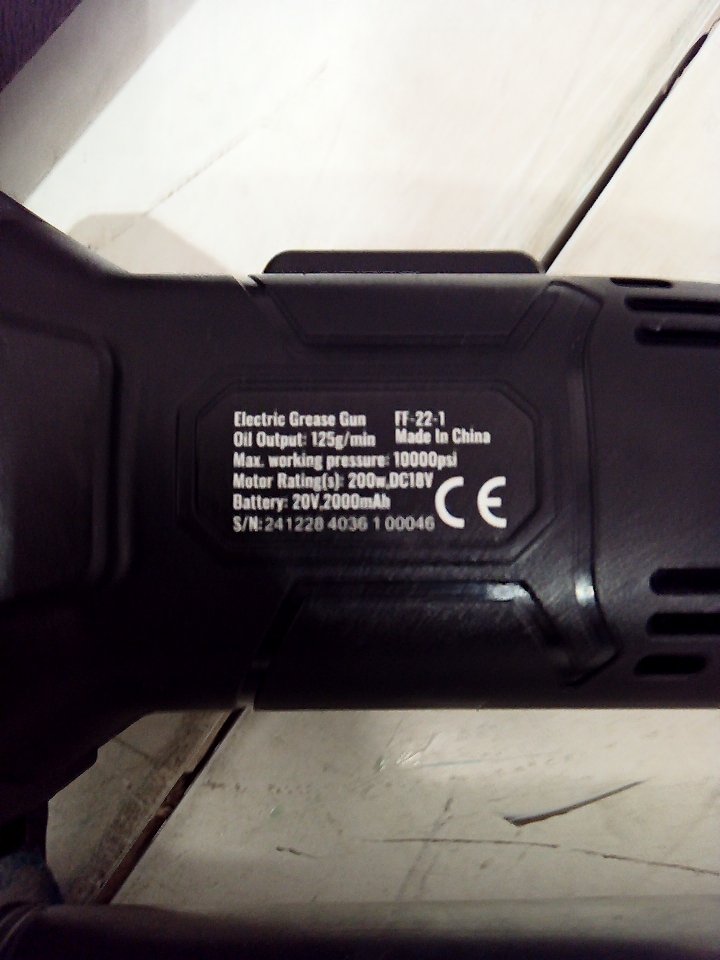 Electric Grease Gun FF-22-1
Oil Output: 125g/min Made In China
Max. working pressure: 10000psi
Motor Rating(s): 200w,DC18V
Battery: 20V,2000mAh
S/N:241228 4036 1 00046
CE